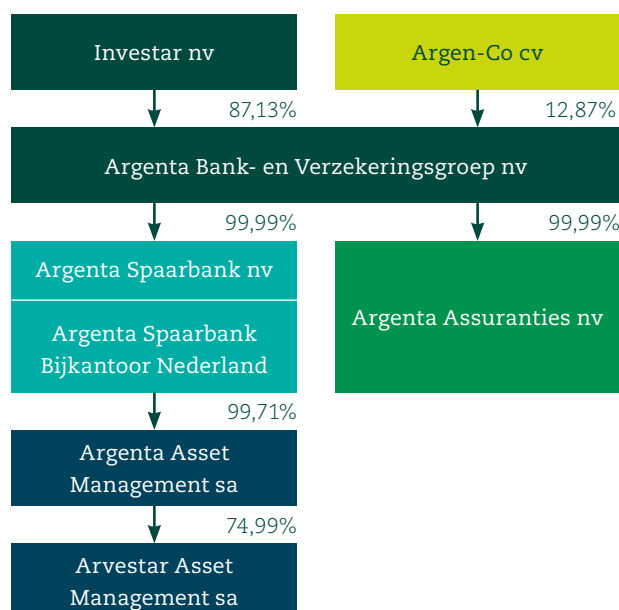 Investar nv
Argen-Co cv
87,13%
12,87%
Argenta Bank- en Verzekeringsgroep nv
99,99%
99,99%
Argenta Spaarbank nv
Argenta Spaarbank
Bijkantoor Nederland
Argenta Assuranties nv
99,71%
Argenta Asset
Management sa
74,99%
Arvestar Asset
Management sa